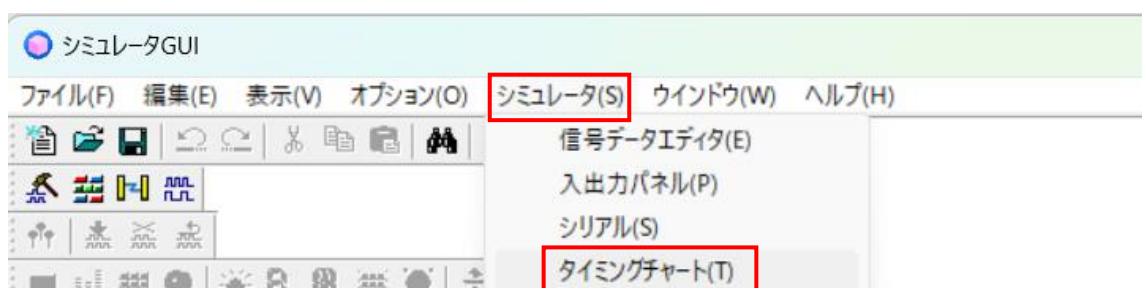 シミュレータGUI
ファイル(F) 編集(E) 表示(V) オプション(O) シミュレータ(S) ウインドウ(W) ヘルプ(H)
信号データエディタ(E)
入出力パネル(P)
シリアル(S)
タイミングチャート(T)